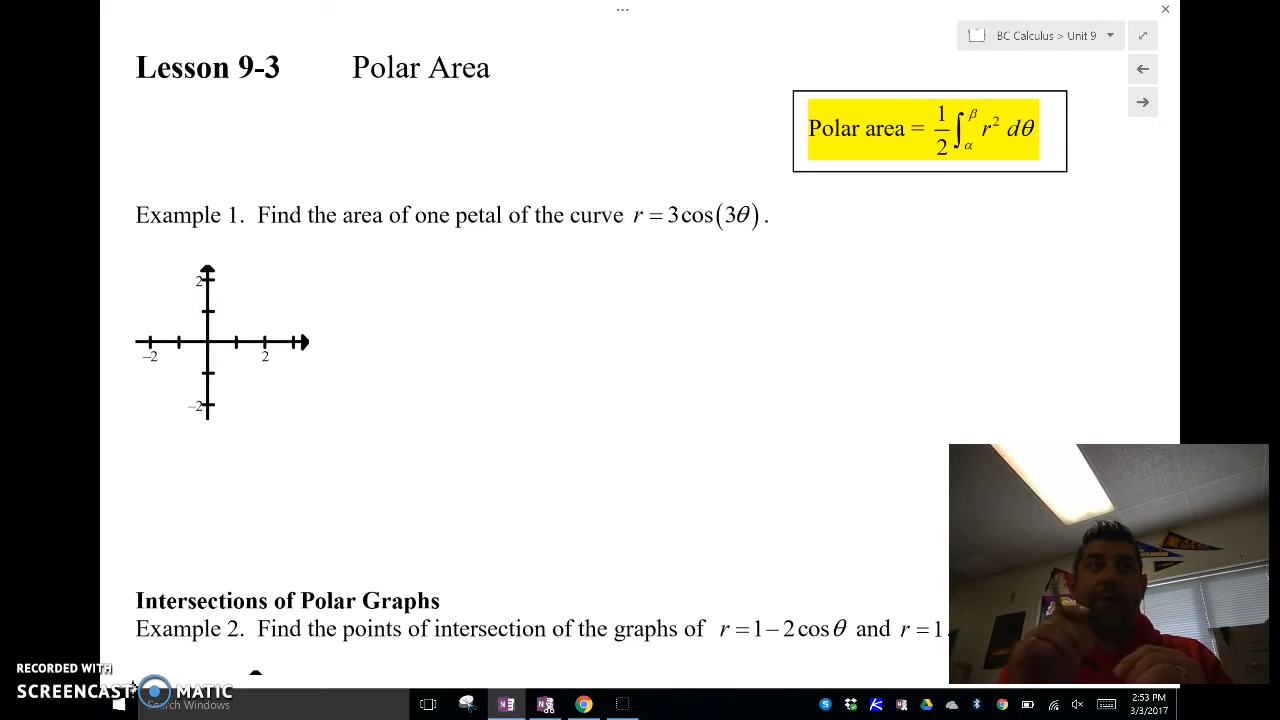 ...
×
BC Calculus > Unit 9
Lesson 9-3 Polar Area
Polar area = 1/2 ∫_α^β r² dθ
Example 1. Find the area of one petal of the curve r = 3cos(3θ).
2
−2 2
−2
Intersections of Polar Graphs
Example 2. Find the points of intersection of the graphs of r = 1 − 2cosθ and r = 1.
RECORDED WITH
SCREENCAST MATIC
Search Windows
2:53 PM
3/3/2017